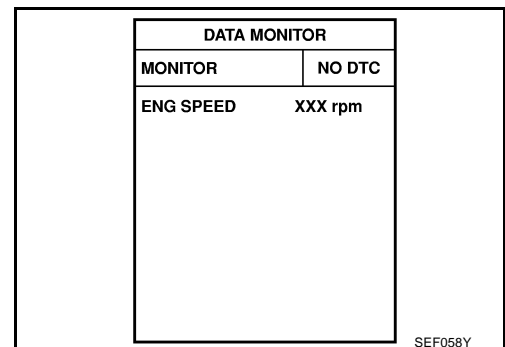 DATA MONITOR
MONITOR NO DTC
ENG SPEED XXX rpm
SEF058Y